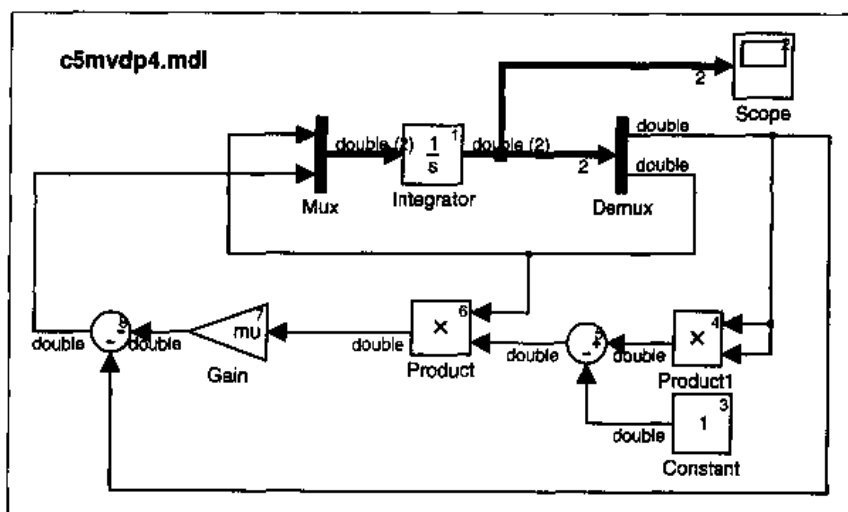 c5mvdp4.mdl
2
2
Scope
double
double (2)
1
1
s
double (2)
2
double
Mux
Integrator
Demux
8
-
-
double
double
7
mu
Gain
6
×
double
Product
5
+
-
double
double
4
×
Product1
3
1
double
Constant